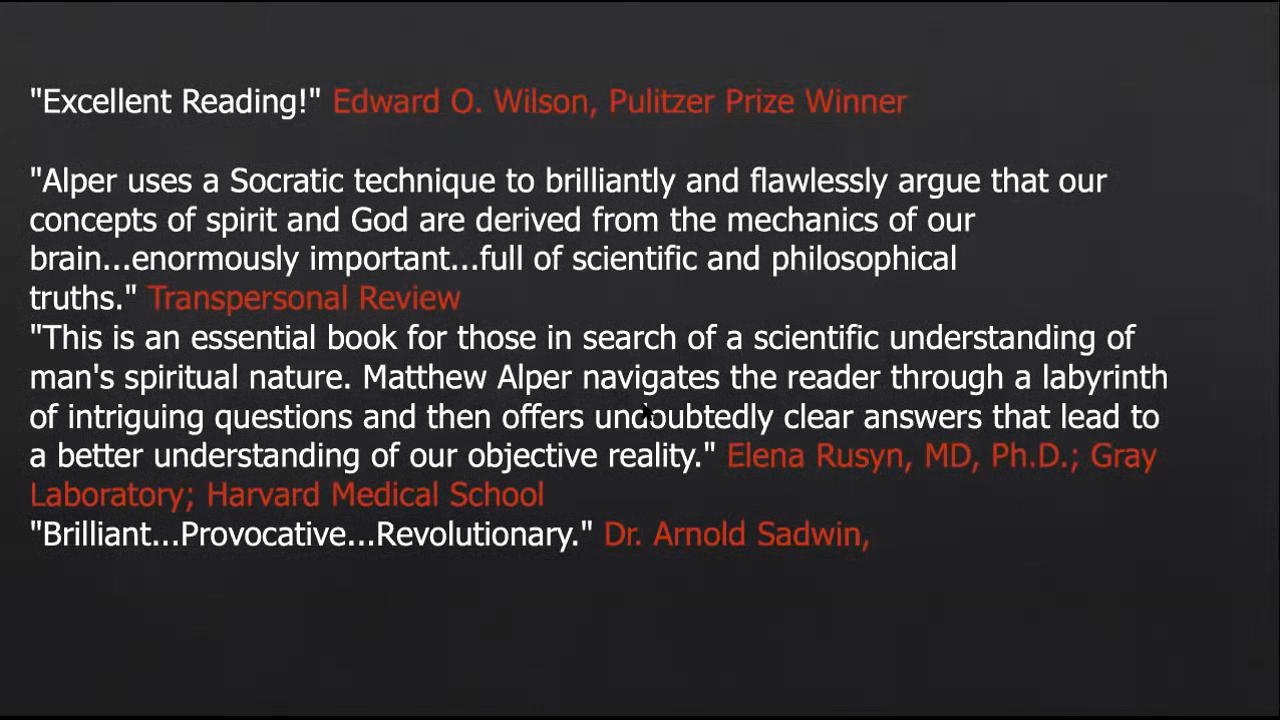 "Excellent Reading!" Edward O. Wilson, Pulitzer Prize Winner
"Alper uses a Socratic technique to brilliantly and flawlessly argue that our
concepts of spirit and God are derived from the mechanics of our
brain...enormously important...full of scientific and philosophical
truths." Transpersonal Review
"This is an essential book for those in search of a scientific understanding of
man's spiritual nature. Matthew Alper navigates the reader through a labyrinth
of intriguing questions and then offers undoubtedly clear answers that lead to
a better understanding of our objective reality." Elena Rusyn, MD, Ph.D.; Gray
Laboratory; Harvard Medical School
"Brilliant...Provocative...Revolutionary." Dr. Arnold Sadwin,